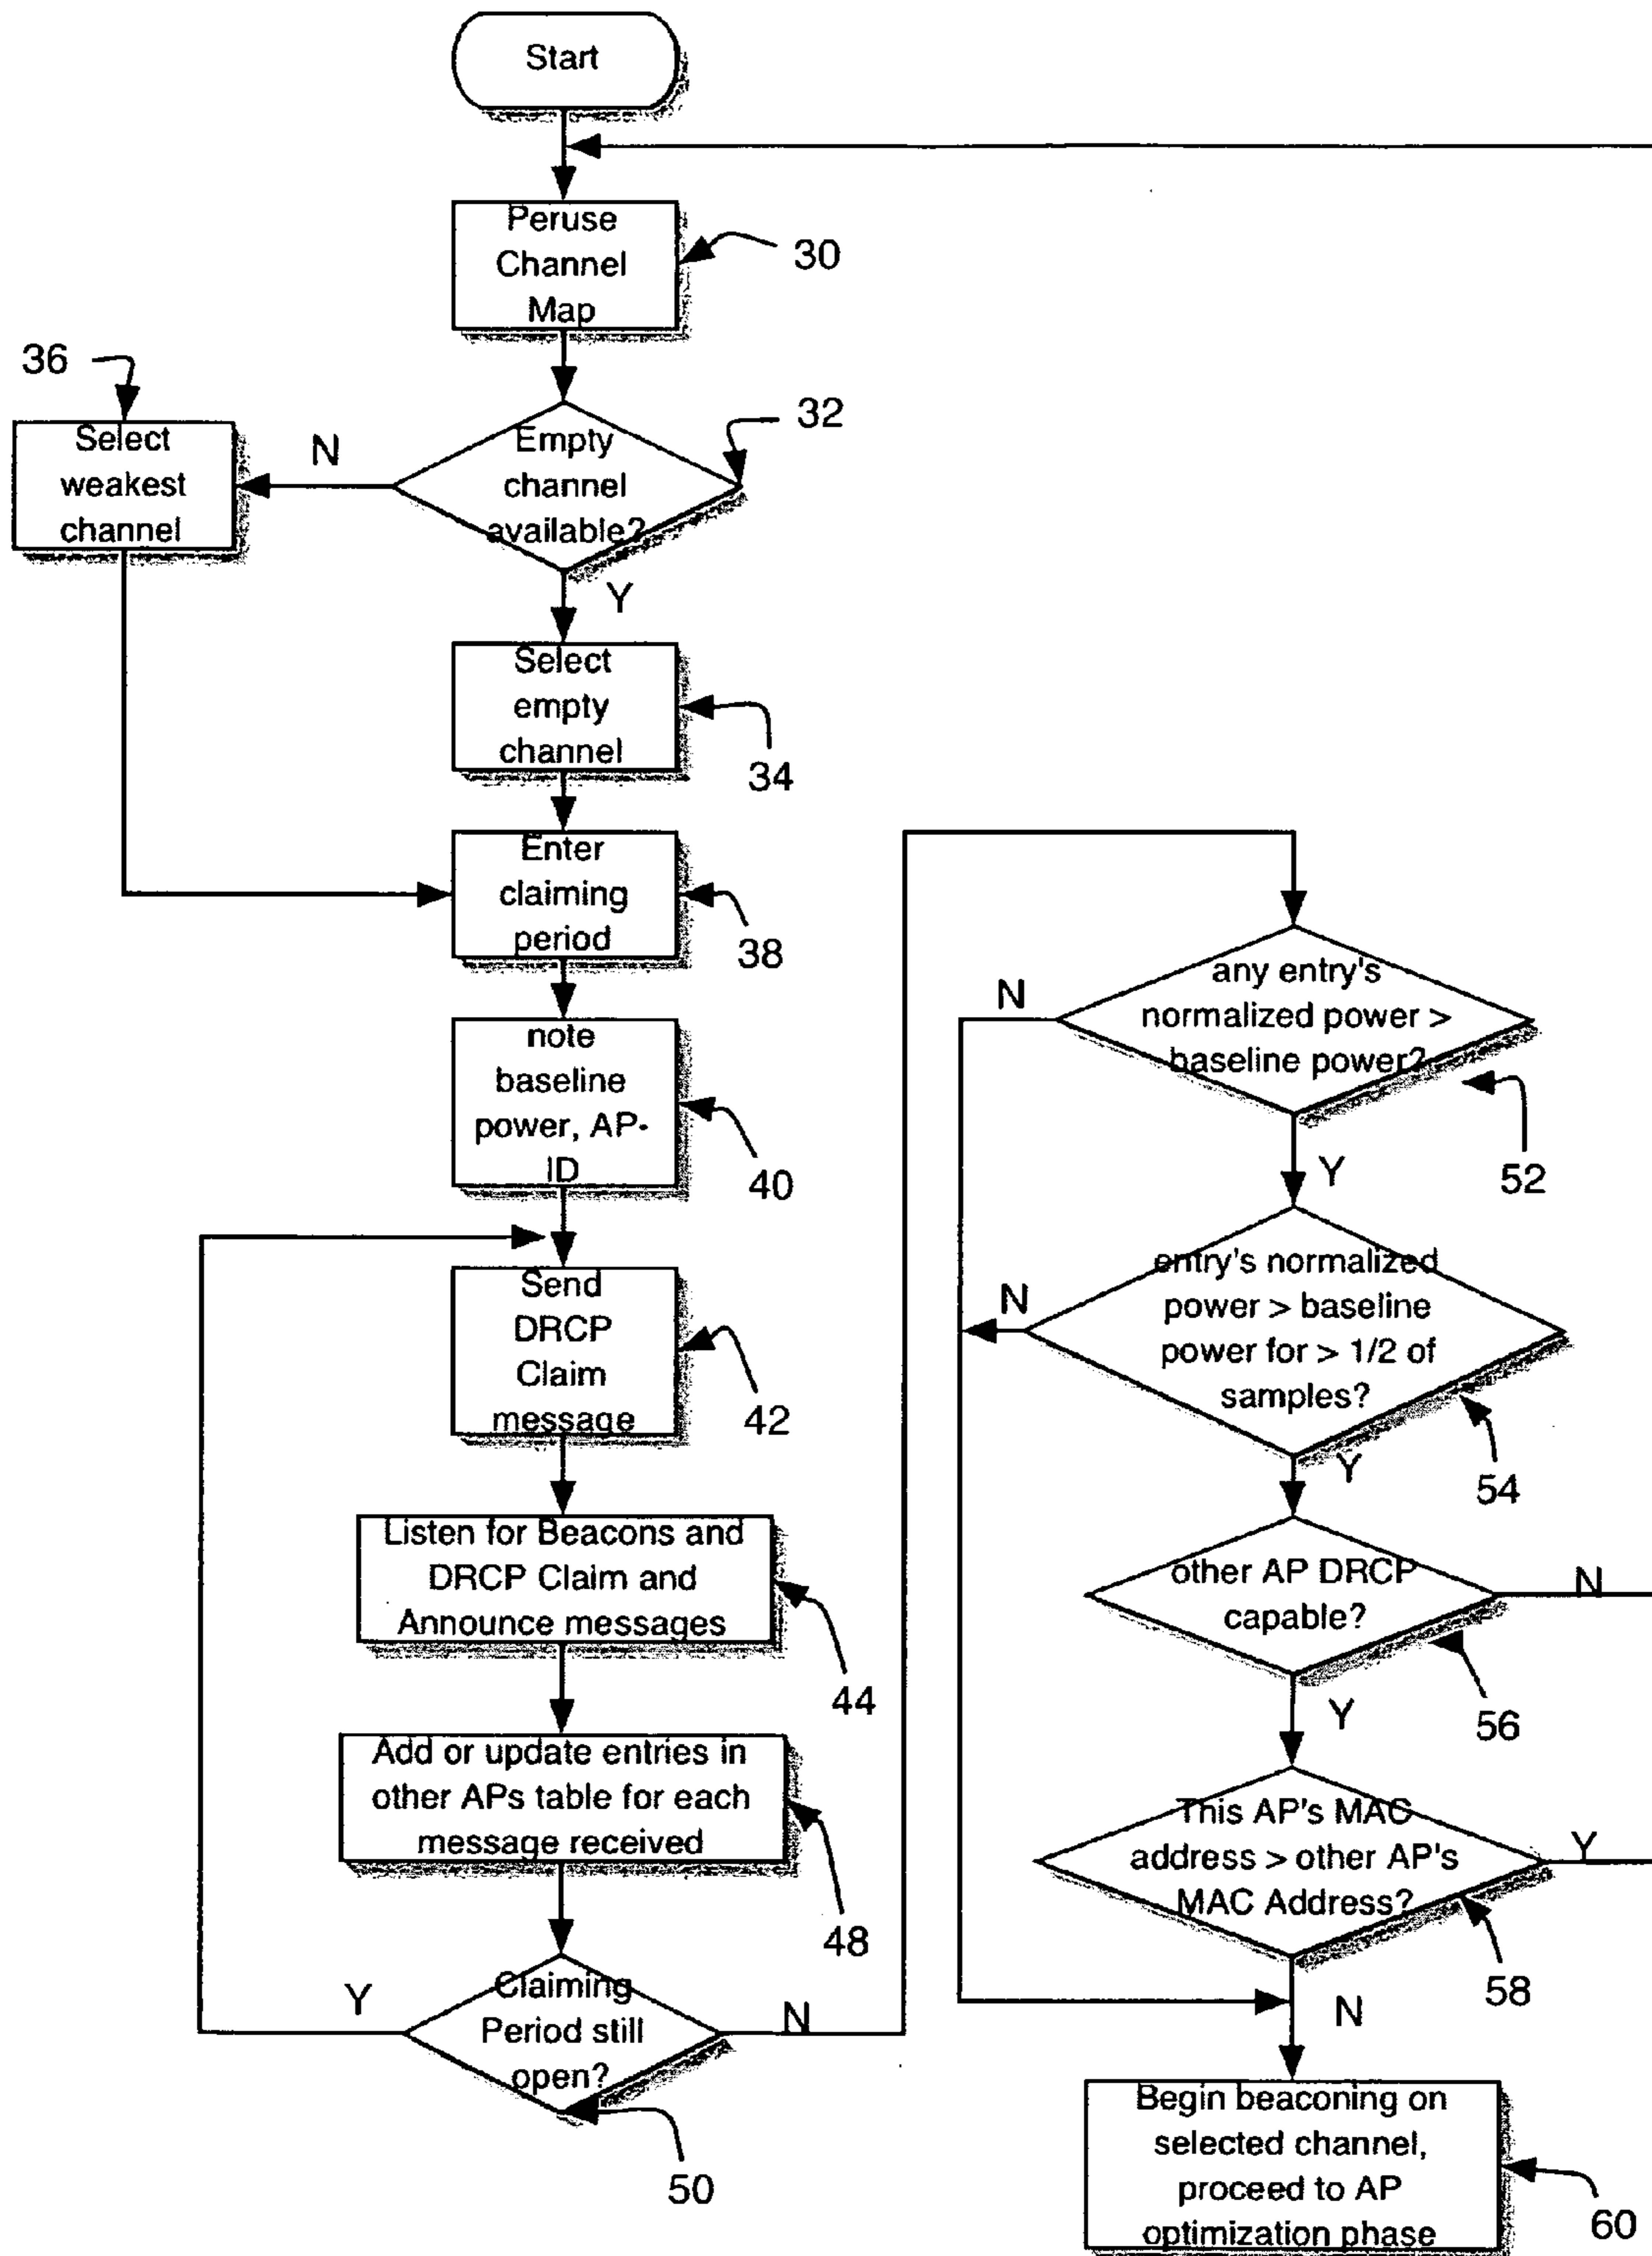 Start
Peruse
Channel
Map
30
36
Select
weakest
channel
N
Empty
channel
available?
32
Y
Select
empty
channel
34
Enter
claiming
period
38
note
baseline
power, AP-
ID
40
Send
DRCP
Claim
message
42
Listen for Beacons and
DRCP Claim and
Announce messages
44
Add or update entries in
other APs table for each
message received
48
Y
Claiming
Period still
open?
N
50
any entry's
normalized power >
baseline power?
N
52
Y
entry's normalized
power > baseline
power for > 1/2 of
samples?
N
54
Y
other AP DRCP
capable?
N
56
Y
This AP's MAC
address > other AP's
MAC Address?
Y
58
N
Begin beaconing on
selected channel,
proceed to AP
optimization phase
60